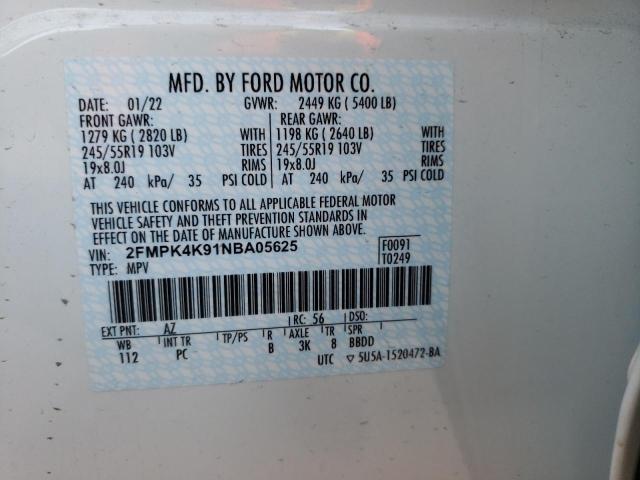 MFD. BY FORD MOTOR CO.
DATE: 01/22 GVWR: 2449 KG ( 5400 LB)
FRONT GAWR: REAR GAWR:
1279 KG ( 2820 LB) WITH 1198 KG ( 2640 LB) WITH
245/55R19 103V TIRES 245/55R19 103V TIRES
19x8.0J RIMS 19x8.0J RIMS
AT 240 kPa/ 35 PSI COLD AT 240 kPa/ 35 PSI COLD
THIS VEHICLE CONFORMS TO ALL APPLICABLE FEDERAL MOTOR
VEHICLE SAFETY AND THEFT PREVENTION STANDARDS IN
EFFECT ON THE DATE OF MANUFACTURE SHOWN ABOVE.
VIN: 2FMPK4K91NBA05625 F0091
TYPE: MPV T0249
EXT PNT: AZ RC: 56 DSO:
WB INT TR TP/PS R AXLE TR SPR
112 PC B 3K 8 BBDD
UTC ▽5U5A-1520472-BA